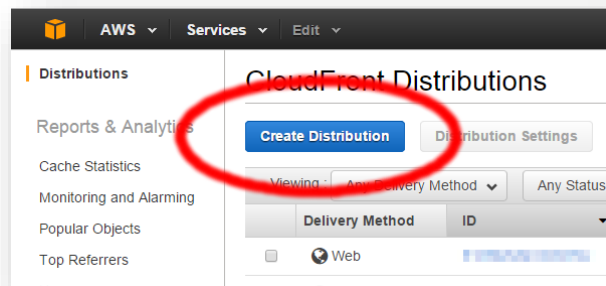 AWS Services Edit
Distributions
CloudFront Distributions
Reports & Analytics
Create Distribution Distribution Settings
Cache Statistics
Viewing : Any Delivery Method Any Status
Monitoring and Alarming
Delivery Method ID
Popular Objects
Web
Top Referrers